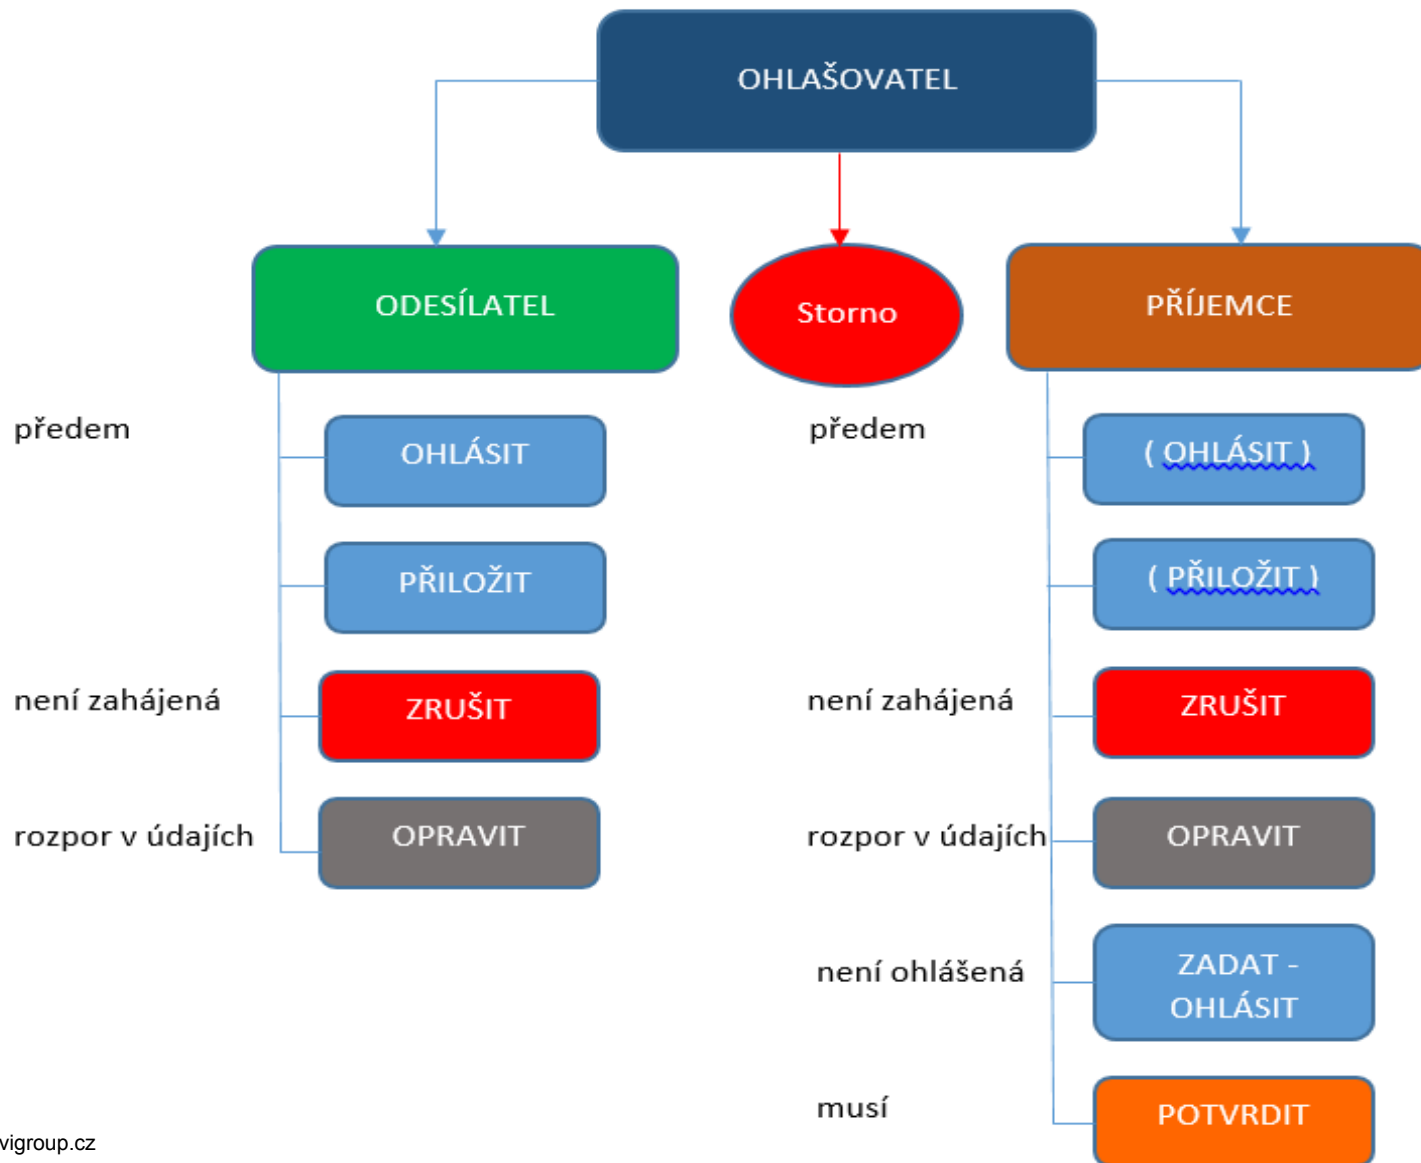 OHLAŠOVATEL
ODESÍLATEL
Storno
PŘÍJEMCE
předem
OHLÁSIT
předem
( OHLÁSIT )
PŘILOŽIT
( PŘILOŽIT )
není zahájená
ZRUŠIT
není zahájená
ZRUŠIT
rozpor v údajích
OPRAVIT
rozpor v údajích
OPRAVIT
není ohlášená
ZADAT -
OHLÁSIT
musí
POTVRDIT
vigroup.cz